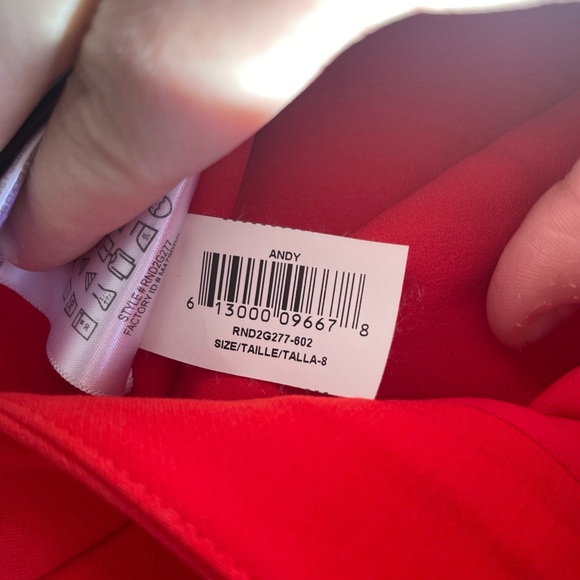 STYLE # RND2G277
FACTORY ID #
ANDY
6 13000 09667 8
RND2G277-602
SIZE/TAILLE/TALLA-8